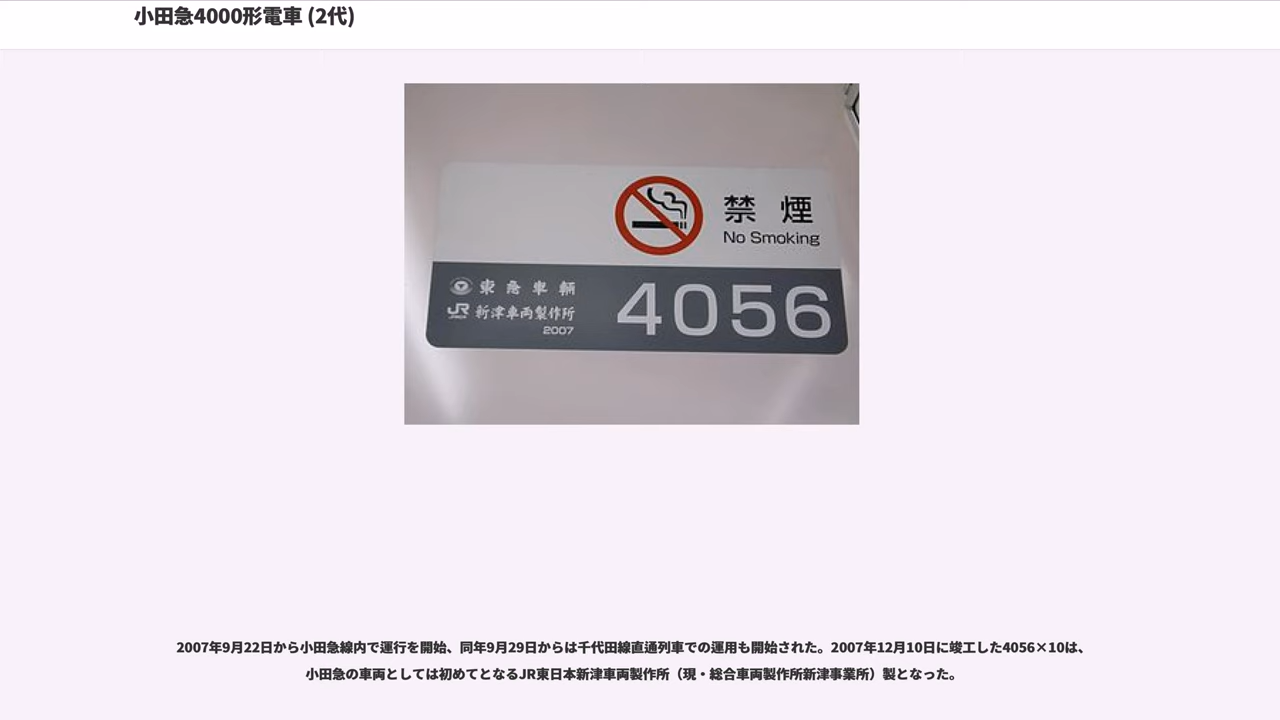 小田急4000形電車 (2代)
禁煙
No Smoking
東急車輛
JR 新津車両製作所
2007
4056
2007年9月22日から小田急線内で運行を開始、同年9月29日からは千代田線直通列車での運用も開始された。2007年12月10日に竣工した4056×10は、
小田急の車両としては初めてとなるJR東日本新津車両製作所（現・総合車両製作所新津事業所）製となった。